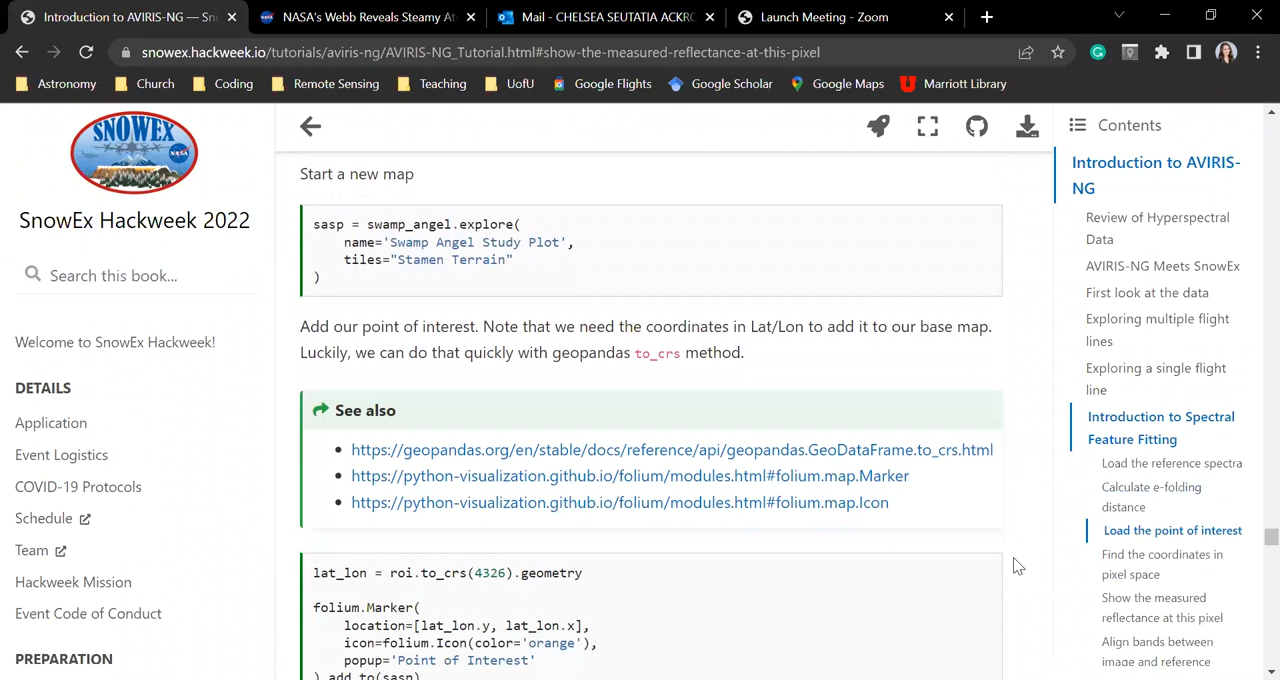 Introduction to AVIRIS-NG — Sn
NASA's Webb Reveals Steamy At
Mail - CHELSEA SEUTATIA ACKRC
Launch Meeting - Zoom
snowex.hackweek.io/tutorials/aviris-ng/AVIRIS-NG_Tutorial.html#show-the-measured-reflectance-at-this-pixel
Astronomy
Church
Coding
Remote Sensing
Teaching
UofU
Google Flights
Google Scholar
Google Maps
Marriott Library
SNOWEX
NASA
SnowEx Hackweek 2022
Search this book...
Welcome to SnowEx Hackweek!
DETAILS
Application
Event Logistics
COVID-19 Protocols
Schedule
Team
Hackweek Mission
Event Code of Conduct
PREPARATION
Start a new map
sasp = swamp_angel.explore(
name='Swamp Angel Study Plot',
tiles="Stamen Terrain"
)
Add our point of interest. Note that we need the coordinates in Lat/Lon to add it to our base map.
Luckily, we can do that quickly with geopandas to_crs method.
See also
https://geopandas.org/en/stable/docs/reference/api/geopandas.GeoDataFrame.to_crs.html
https://python-visualization.github.io/folium/modules.html#folium.map.Marker
https://python-visualization.github.io/folium/modules.html#folium.map.Icon
lat_lon = roi.to_crs(4326).geometry
folium.Marker(
location=[lat_lon.y, lat_lon.x],
icon=folium.Icon(color='orange'),
popup='Point of Interest'
).add_to(sasp)
Contents
Introduction to AVIRIS-
NG
Review of Hyperspectral
Data
AVIRIS-NG Meets SnowEx
First look at the data
Exploring multiple flight
lines
Exploring a single flight
line
Introduction to Spectral
Feature Fitting
Load the reference spectra
Calculate e-folding
distance
Load the point of interest
Find the coordinates in
pixel space
Show the measured
reflectance at this pixel
Align bands between
image and reference